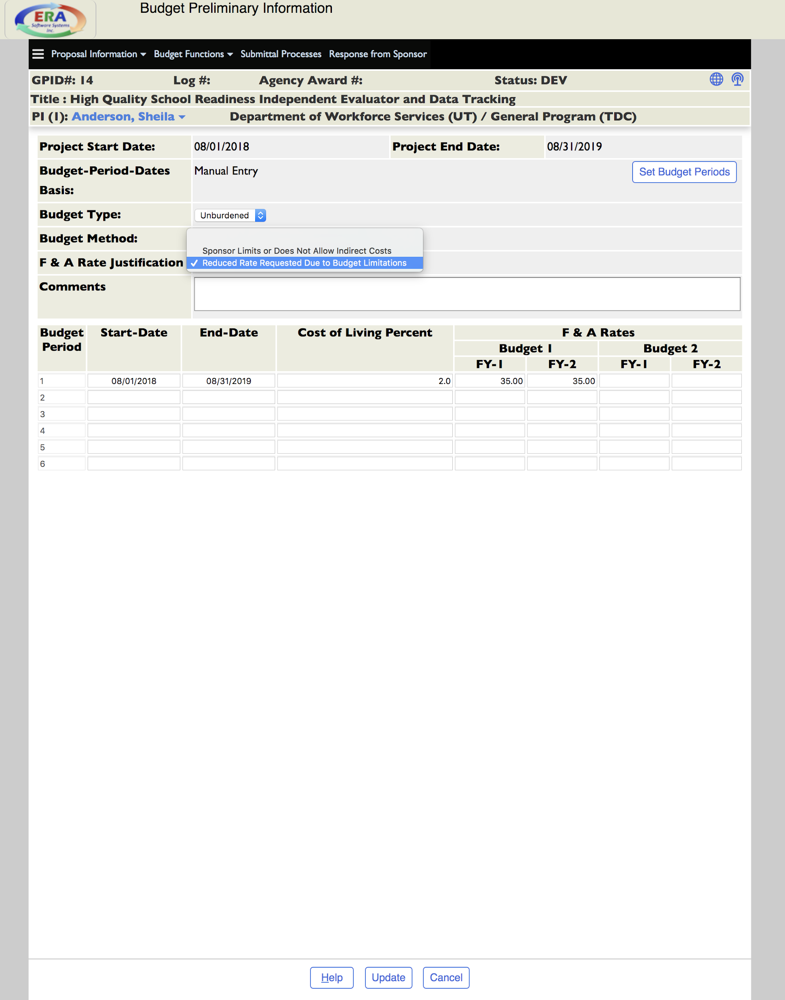 ERA
Software Systems
Inc.
Budget Preliminary Information
Proposal Information Budget Functions Submittal Processes Response from Sponsor
GPID#: 14 Log #: Agency Award #: Status: DEV
Title : High Quality School Readiness Independent Evaluator and Data Tracking
PI (1): Anderson, Sheila Department of Workforce Services (UT) / General Program (TDC)
Project Start Date: 08/01/2018 Project End Date: 08/31/2019
Budget-Period-Dates Basis: Manual Entry Set Budget Periods
Budget Type: Unburdened
Budget Method:
Sponsor Limits or Does Not Allow Indirect Costs
F & A Rate Justification ✓ Reduced Rate Requested Due to Budget Limitations
Comments
Budget Period Start-Date End-Date Cost of Living Percent F & A Rates
Budget 1 Budget 2
FY-1 FY-2 FY-1 FY-2
1 08/01/2018 08/31/2019 2.0 35.00 35.00
2
3
4
5
6
Help Update Cancel